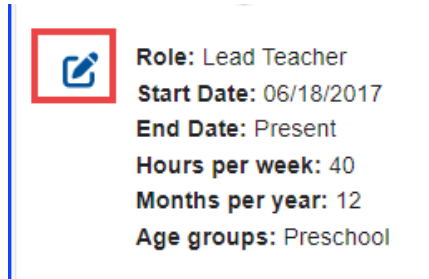 Role: Lead Teacher
Start Date: 06/18/2017
End Date: Present
Hours per week: 40
Months per year: 12
Age groups: Preschool